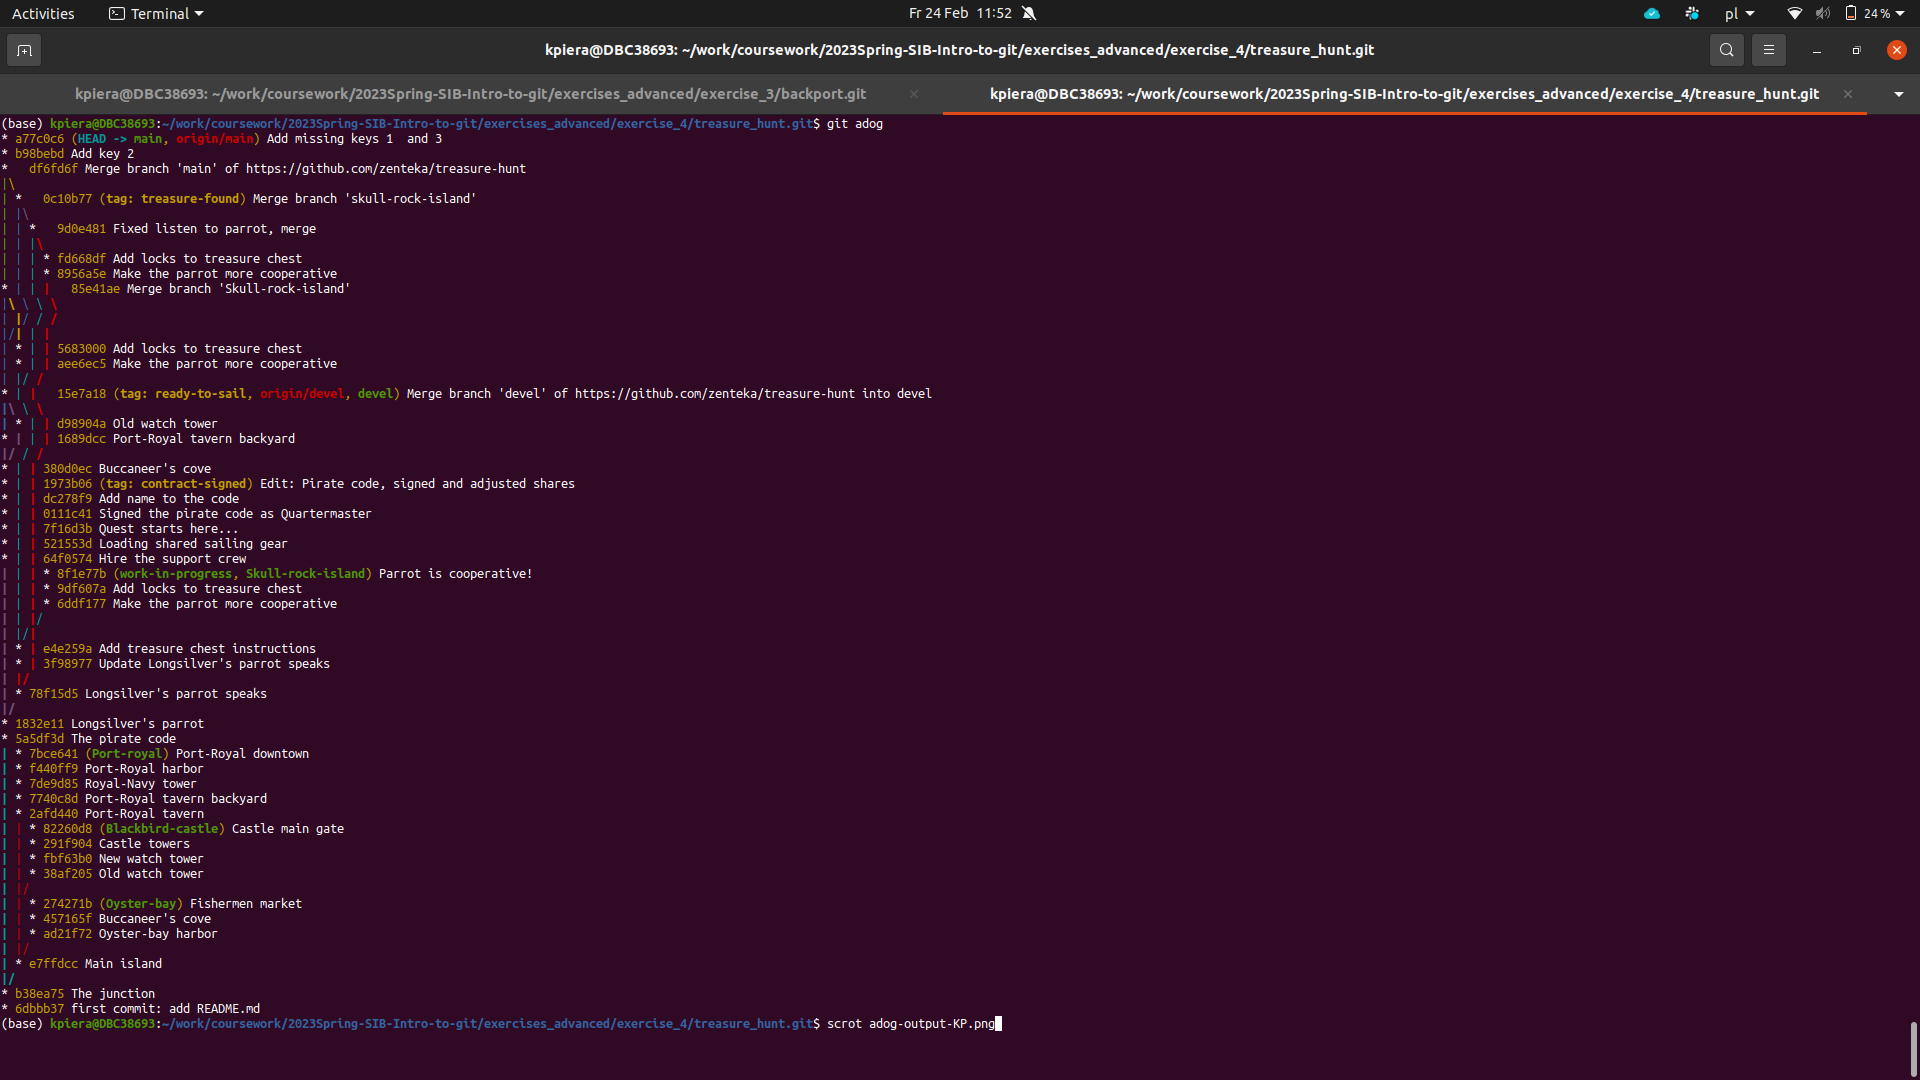 Activities Terminal Fr 24 Feb 11:52 pl 24 %
kpiera@DBC38693: ~/work/coursework/2023Spring-SIB-Intro-to-git/exercises_advanced/exercise_4/treasure_hunt.git
kpiera@DBC38693: ~/work/coursework/2023Spring-SIB-Intro-to-git/exercises_advanced/exercise_3/backport.git kpiera@DBC38693: ~/work/coursework/2023Spring-SIB-Intro-to-git/exercises_advanced/exercise_4/treasure_hunt.git
(base) kpiera@DBC38693:~/work/coursework/2023Spring-SIB-Intro-to-git/exercises_advanced/exercise_4/treasure_hunt.git$ git adog
* a77c0c6 (HEAD -> main, origin/main) Add missing keys 1  and 3
* b98bebd Add key 2
*   df6fd6f Merge branch 'main' of https://github.com/zenteka/treasure-hunt
|\
| *   0c10b77 (tag: treasure-found) Merge branch 'skull-rock-island'
| |\
| | *   9d0e481 Fixed listen to parrot, merge
| | |\
| | | * fd668df Add locks to treasure chest
| | | * 8956a5e Make the parrot more cooperative
* | | |   85e41ae Merge branch 'Skull-rock-island'
|\ \ \ \
| |/ / /
|/| | |
| * | | 5683000 Add locks to treasure chest
| * | | aee6ec5 Make the parrot more cooperative
| |/ /
* | |   15e7a18 (tag: ready-to-sail, origin/devel, devel) Merge branch 'devel' of https://github.com/zenteka/treasure-hunt into devel
|\ \ \
| * | | d98904a Old watch tower
* | | | 1689dcc Port-Royal tavern backyard
|/ / /
* | | 380d0ec Buccaneer's cove
* | | 1973b06 (tag: contract-signed) Edit: Pirate code, signed and adjusted shares
* | | dc278f9 Add name to the code
* | | 0111c41 Signed the pirate code as Quartermaster
* | | 7f16d3b Quest starts here...
* | | 521553d Loading shared sailing gear
* | | 64f0574 Hire the support crew
| | | * 8f1e77b (work-in-progress, Skull-rock-island) Parrot is cooperative!
| | | * 9df607a Add locks to treasure chest
| | | * 6ddf177 Make the parrot more cooperative
| | |/
| |/|
| * | e4e259a Add treasure chest instructions
| * | 3f98977 Update Longsilver's parrot speaks
| |/
| * 78f15d5 Longsilver's parrot speaks
|/
* 1832e11 Longsilver's parrot
* 5a5df3d The pirate code
| * 7bce641 (Port-royal) Port-Royal downtown
| * f440ff9 Port-Royal harbor
| * 7de9d85 Royal-Navy tower
| * 7740c8d Port-Royal tavern backyard
| * 2afd440 Port-Royal tavern
| | * 82260d8 (Blackbird-castle) Castle main gate
| | * 291f904 Castle towers
| | * fbf63b0 New watch tower
| | * 38af205 Old watch tower
| |/
| | * 274271b (Oyster-bay) Fishermen market
| | * 457165f Buccaneer's cove
| | * ad21f72 Oyster-bay harbor
| |/
| * e7ffdcc Main island
|/
* b38ea75 The junction
* 6dbbb37 first commit: add README.md
(base) kpiera@DBC38693:~/work/coursework/2023Spring-SIB-Intro-to-git/exercises_advanced/exercise_4/treasure_hunt.git$ scrot adog-output-KP.png